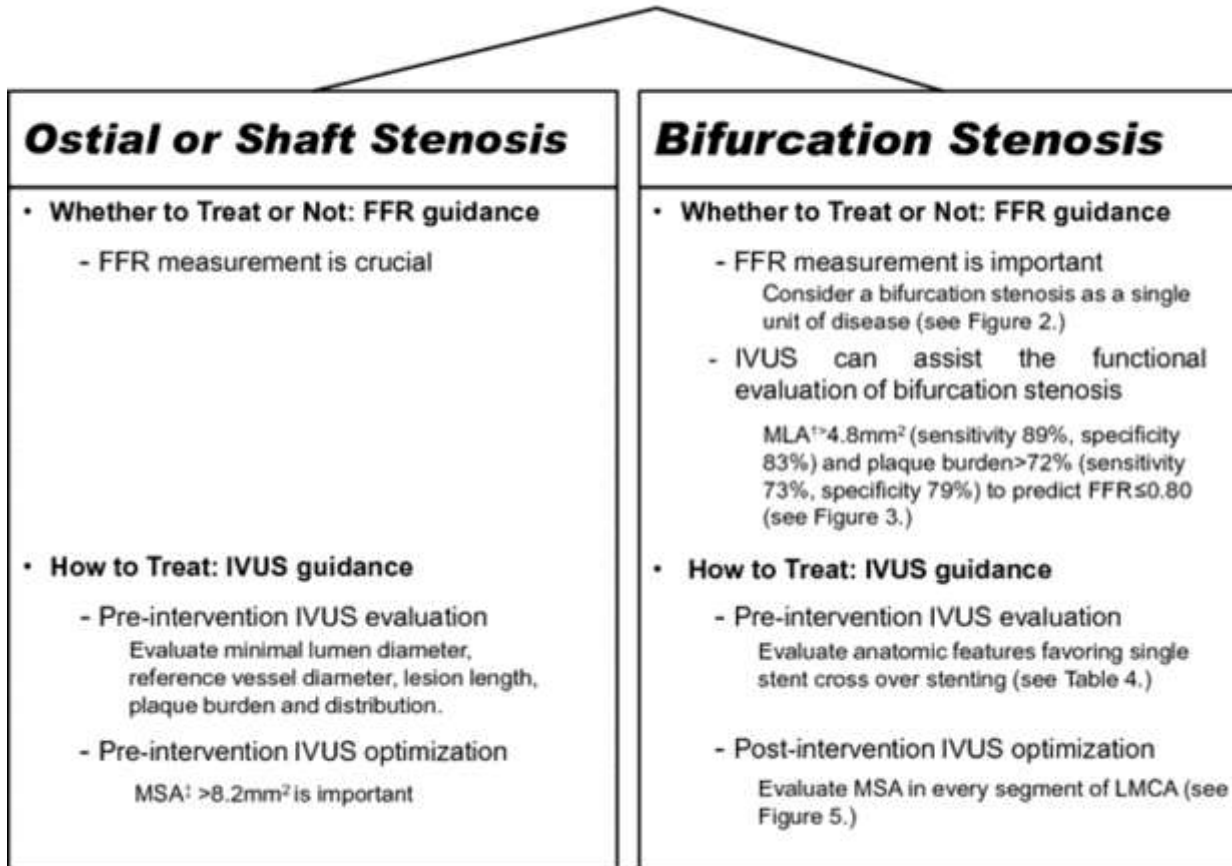 Ostial or Shaft Stenosis
• Whether to Treat or Not: FFR guidance
- FFR measurement is crucial
• How to Treat: IVUS guidance
- Pre-intervention IVUS evaluation
Evaluate minimal lumen diameter,
reference vessel diameter, lesion length,
plaque burden and distribution.
- Pre-intervention IVUS optimization
MSA‡ >8.2mm² is important
Bifurcation Stenosis
• Whether to Treat or Not: FFR guidance
- FFR measurement is important
Consider a bifurcation stenosis as a single
unit of disease (see Figure 2.)
- IVUS can assist the functional
evaluation of bifurcation stenosis
MLA†>4.8mm² (sensitivity 89%, specificity
83%) and plaque burden>72% (sensitivity
73%, specificity 79%) to predict FFR≤0.80
(see Figure 3.)
• How to Treat: IVUS guidance
- Pre-intervention IVUS evaluation
Evaluate anatomic features favoring single
stent cross over stenting (see Table 4.)
- Post-intervention IVUS optimization
Evaluate MSA in every segment of LMCA (see
Figure 5.)